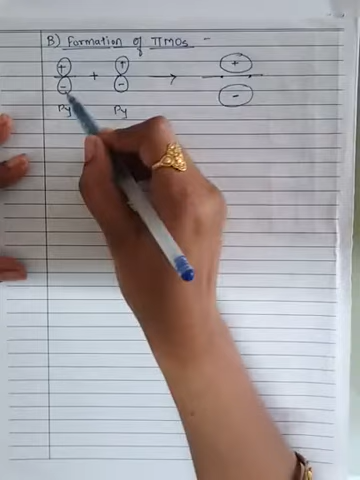 B) Formation of πMOs -
+ + + → +
- - -
Py Py